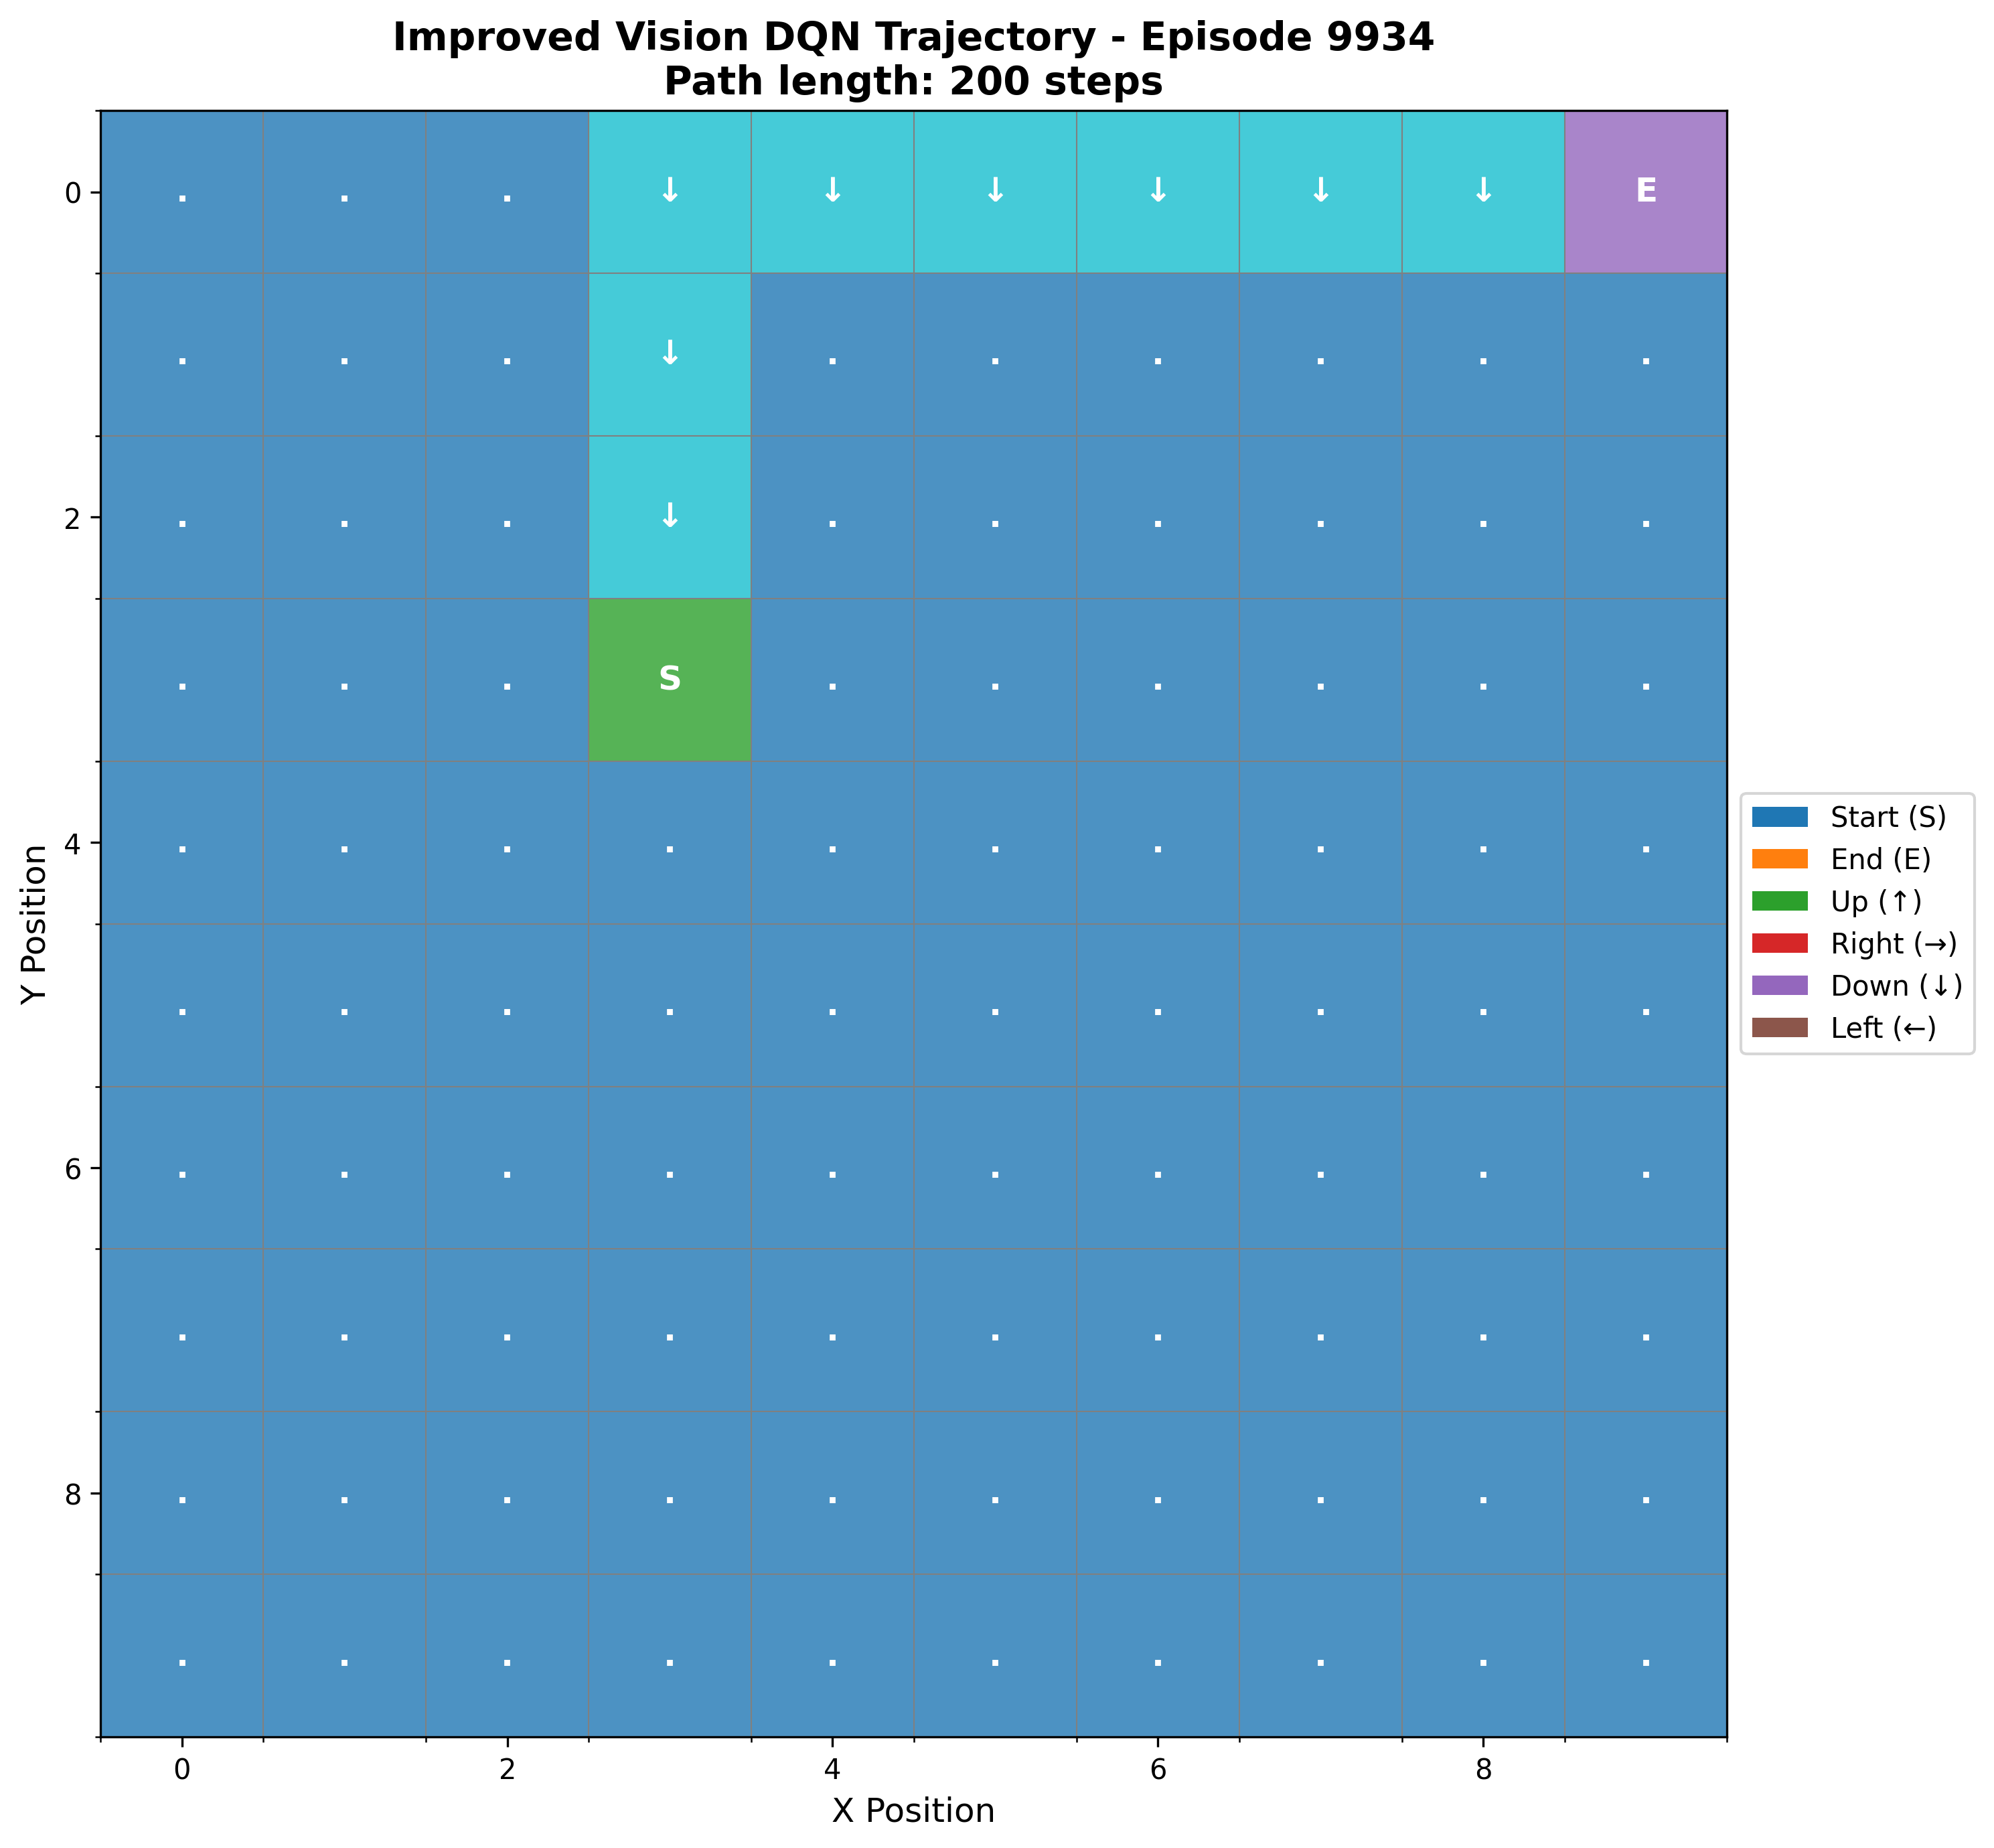 Improved Vision DQN Trajectory - Episode 9934
Path length: 200 steps
0 . . . ↓ ↓ ↓ ↓ ↓ ↓ E
. . . ↓ . . . . . .
2 . . . ↓ . . . . . .
. . . S . . . . . .
4 . . . . . . . . . .
. . . . . . . . . .
6 . . . . . . . . . .
. . . . . . . . . .
8 . . . . . . . . . .
. . . . . . . . . .
0 2 4 6 8
X Position
Y Position
Start (S)
End (E)
Up (↑)
Right (→)
Down (↓)
Left (←)